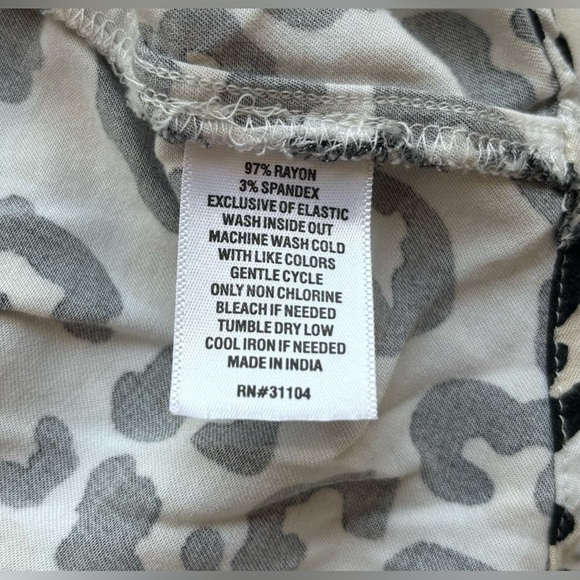 97% RAYON
3% SPANDEX
EXCLUSIVE OF ELASTIC
WASH INSIDE OUT
MACHINE WASH COLD
WITH LIKE COLORS
GENTLE CYCLE
ONLY NON CHLORINE
BLEACH IF NEEDED
TUMBLE DRY LOW
COOL IRON IF NEEDED
MADE IN INDIA
RN#31104